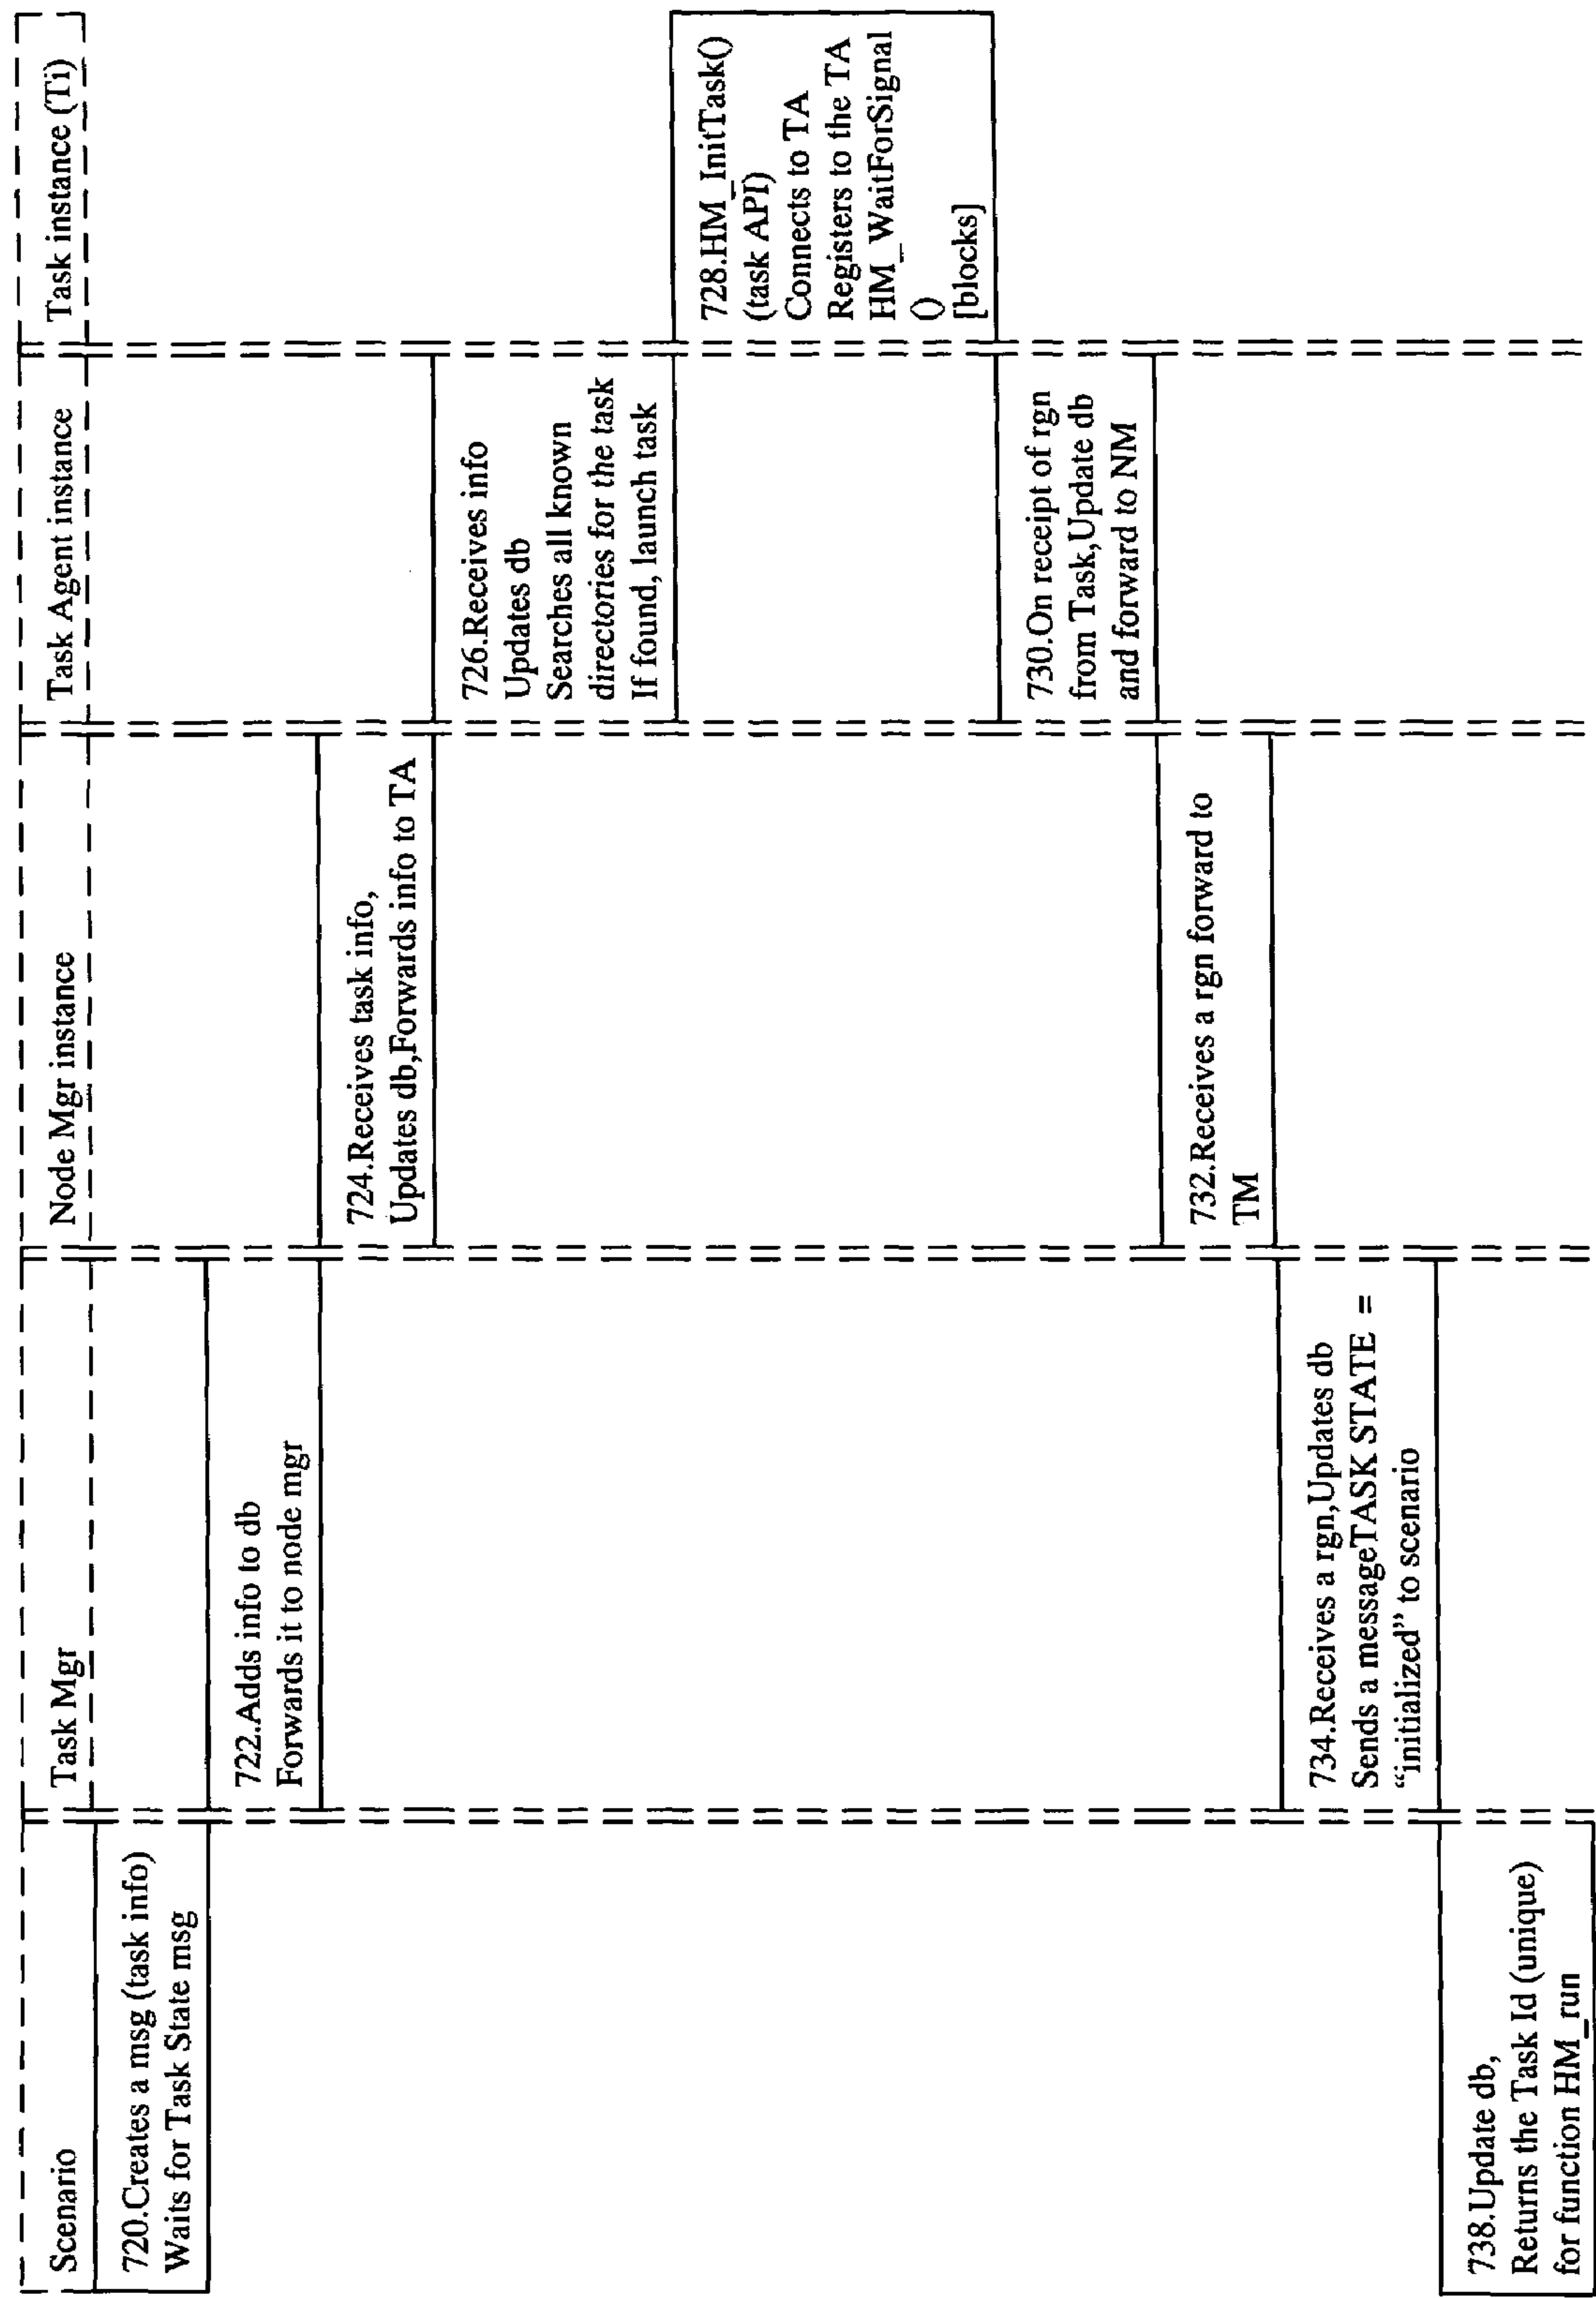 Scenario
Task Mgr
Node Mgr instance
Task Agent instance
Task instance (Ti)
720.Creates a msg (task info)
Waits for Task State msg
722.Adds info to db
Forwards it to node mgr
724.Receives task info,
Updates db,Forwards info to TA
726.Receives info
Updates db
Searches all known
directories for the task
If found, launch task
728.HM_InitTask()
(task API)
Connects to TA
Registers to the TA
HM_WaitForSignal
()
[blocks]
730.On receipt of rgn
from Task,Update db
and forward to NM
732.Receives a rgn forward to
TM
734.Receives a rgn,Updates db
Sends a messageTASK STATE =
“initialized” to scenario
738.Update db,
Returns the Task Id (unique)
for function HM_run